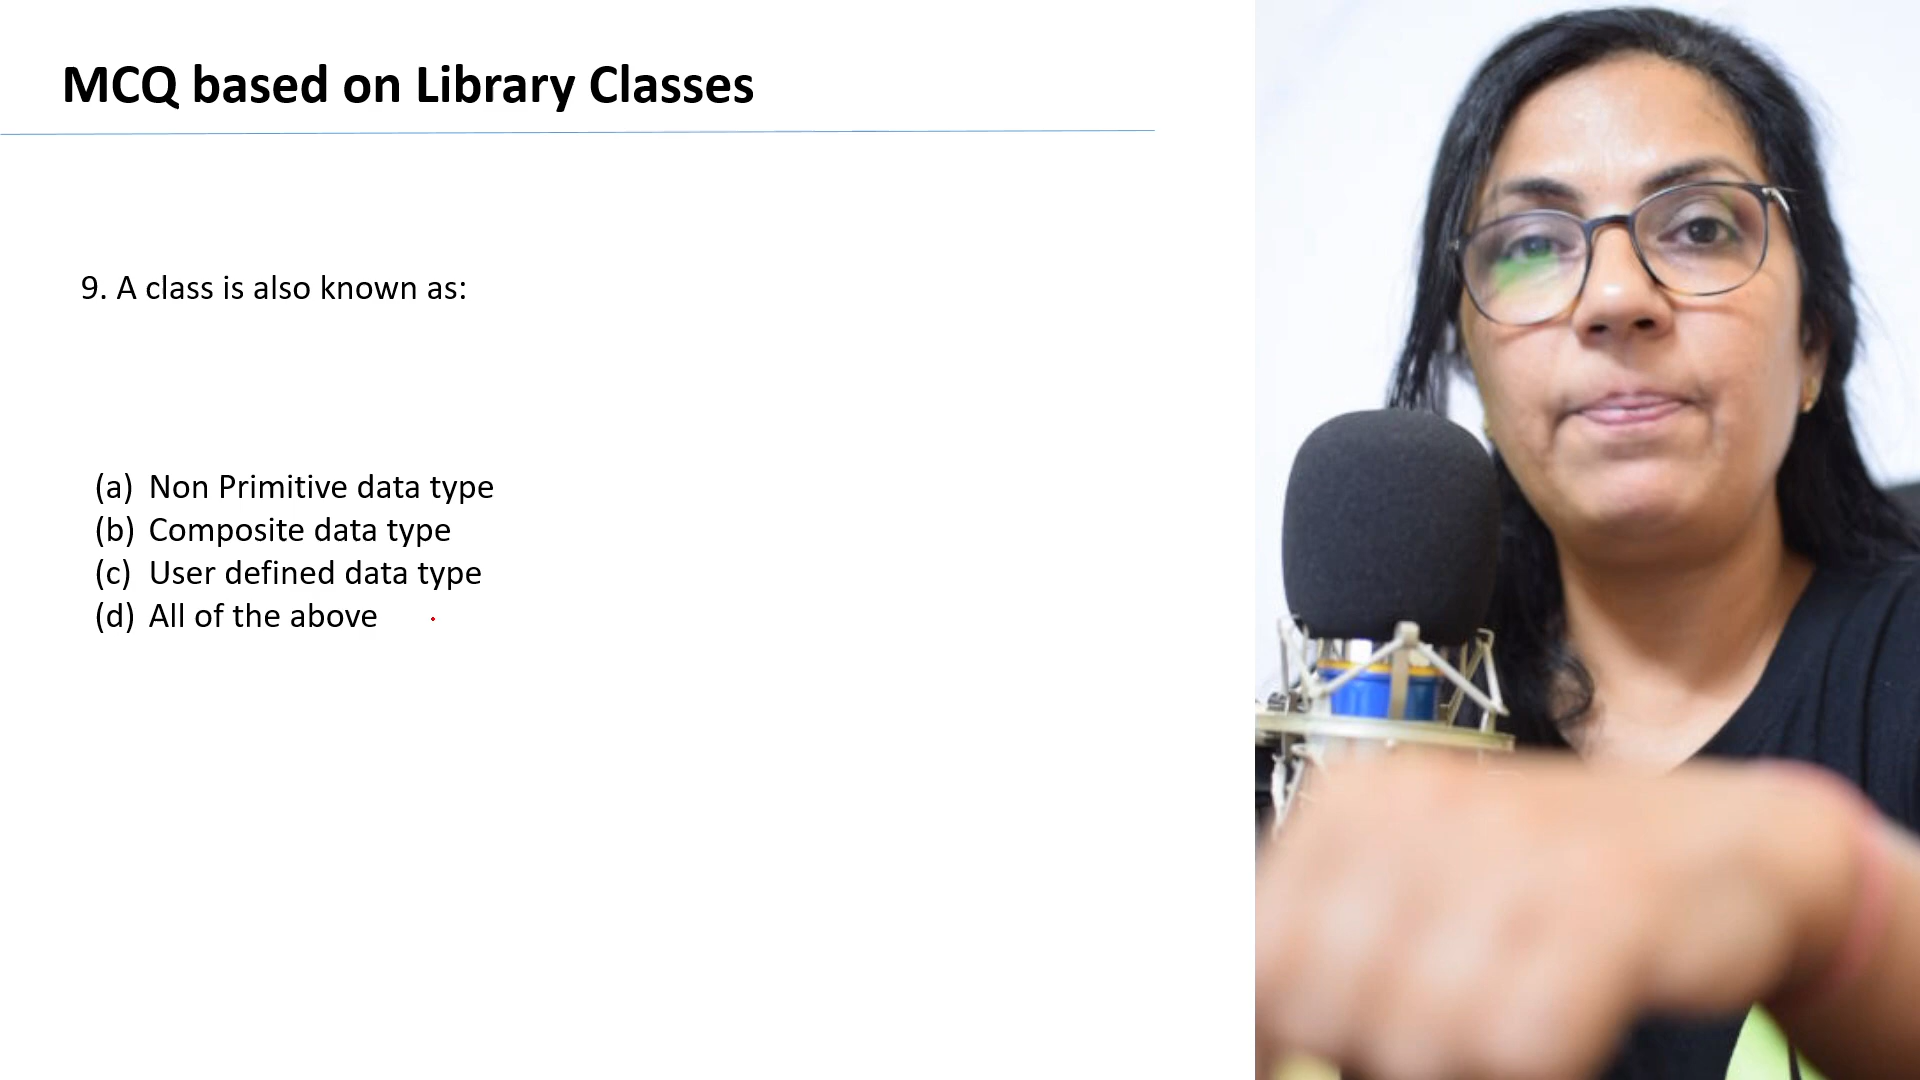 MCQ based on Library Classes
9. A class is also known as:
(a) Non Primitive data type
(b) Composite data type
(c) User defined data type
(d) All of the above